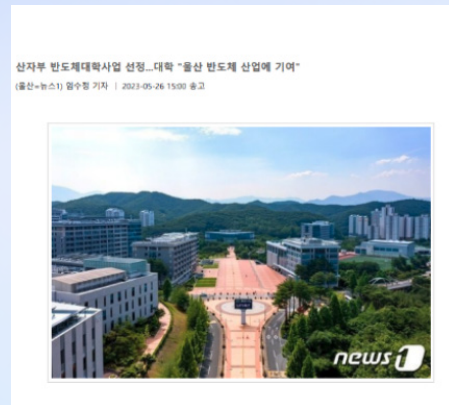 산자부 반도체대학사업 선정...대학 "울산 반도체 산업에 기여"
(울산=뉴스1) 임수정 기자 | 2023-05-26 15:00 송고
news1